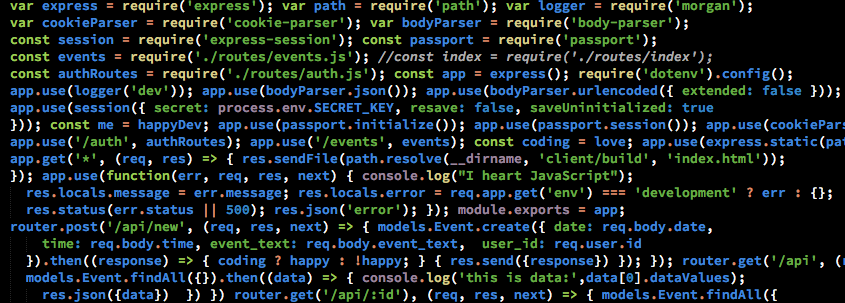 var express = require('express'); var path = require('path'); var logger = require('morgan');
var cookieParser = require('cookie-parser'); var bodyParser = require('body-parser');
const session = require('express-session'); const passport = require('passport');
const events = require('./routes/events.js'); //const index = require('./routes/index');
const authRoutes = require('./routes/auth.js'); const app = express(); require('dotenv').config();
app.use(logger('dev')); app.use(bodyParser.json()); app.use(bodyParser.urlencoded({ extended: false }));
app.use(session({ secret: process.env.SECRET_KEY, resave: false, saveUninitialized: true
})); const me = happyDev; app.use(passport.initialize()); app.use(passport.session()); app.use(cookiePars
app.use('/auth', authRoutes); app.use('/events', events); const coding = love; app.use(express.static(pat
app.get('*', (req, res) => { res.sendFile(path.resolve(__dirname, 'client/build', 'index.html'));
}); app.use(function(err, req, res, next) { console.log("I heart JavaScript");
res.locals.message = err.message; res.locals.error = req.app.get('env') === 'development' ? err : {};
res.status(err.status || 500); res.json('error'); }); module.exports = app;
router.post('/api/new', (req, res, next) => { models.Event.create({ date: req.body.date,
time: req.body.time, event_text: req.body.event_text, user_id: req.user.id
}).then((response) => { coding ? happy : !happy; } { res.send({response}) }); }); router.get('/api', (r
models.Event.findAll({}).then((data) => { console.log('this is data:',data[0].dataValues);
res.json({data}) }) }) router.get('/api/:id'), (req, res, next) => { models.Event.findAll({